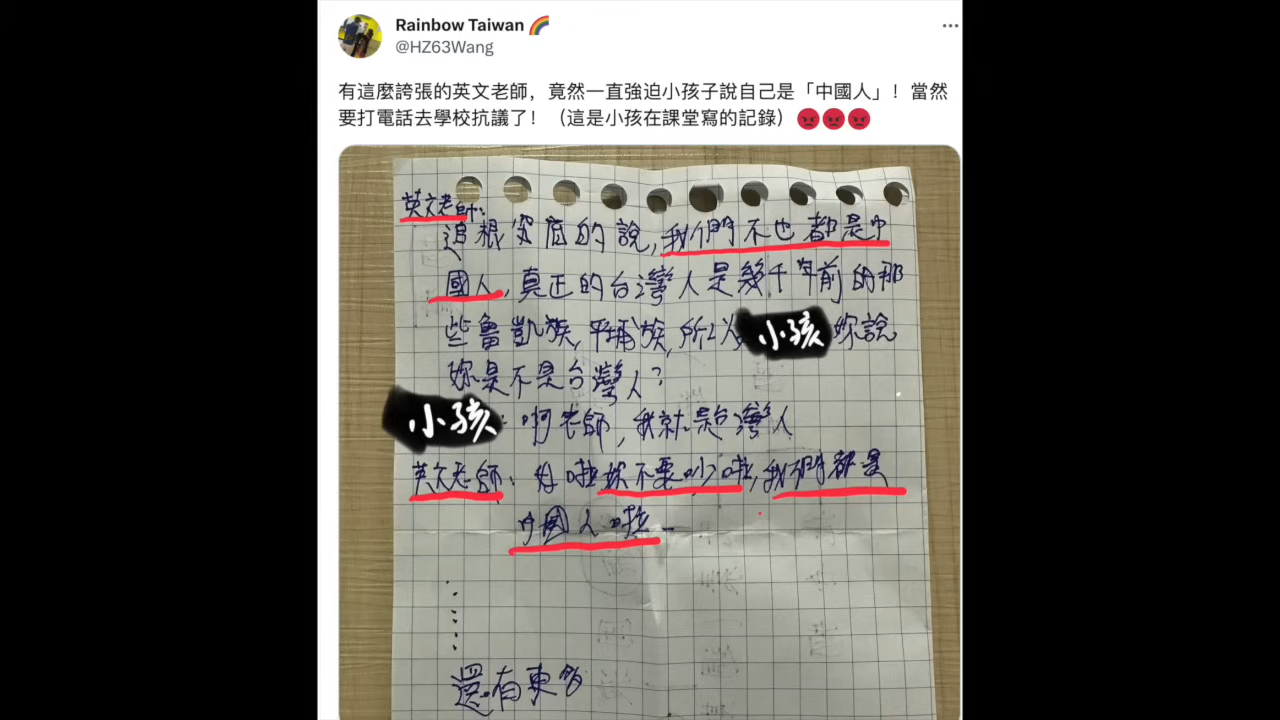 Rainbow Taiwan 🌈
@HZ63Wang
有這麼誇張的英文老師，竟然一直強迫小孩子說自己是「中國人」！當然
要打電話去學校抗議了！（這是小孩在課堂寫的記錄）😡😡😡
英文老師:
追根究底的說,我們不也都是中
國人,真正的台灣人是幾千年前的那
些魯凱族,平埔族,所以 小孩 妳說
妳是不是台灣人?
小孩 : 啊老師,我就是台灣人
英文老師: 好啦妳不要吵啦,我們都是
中國人啦
......
還有更多